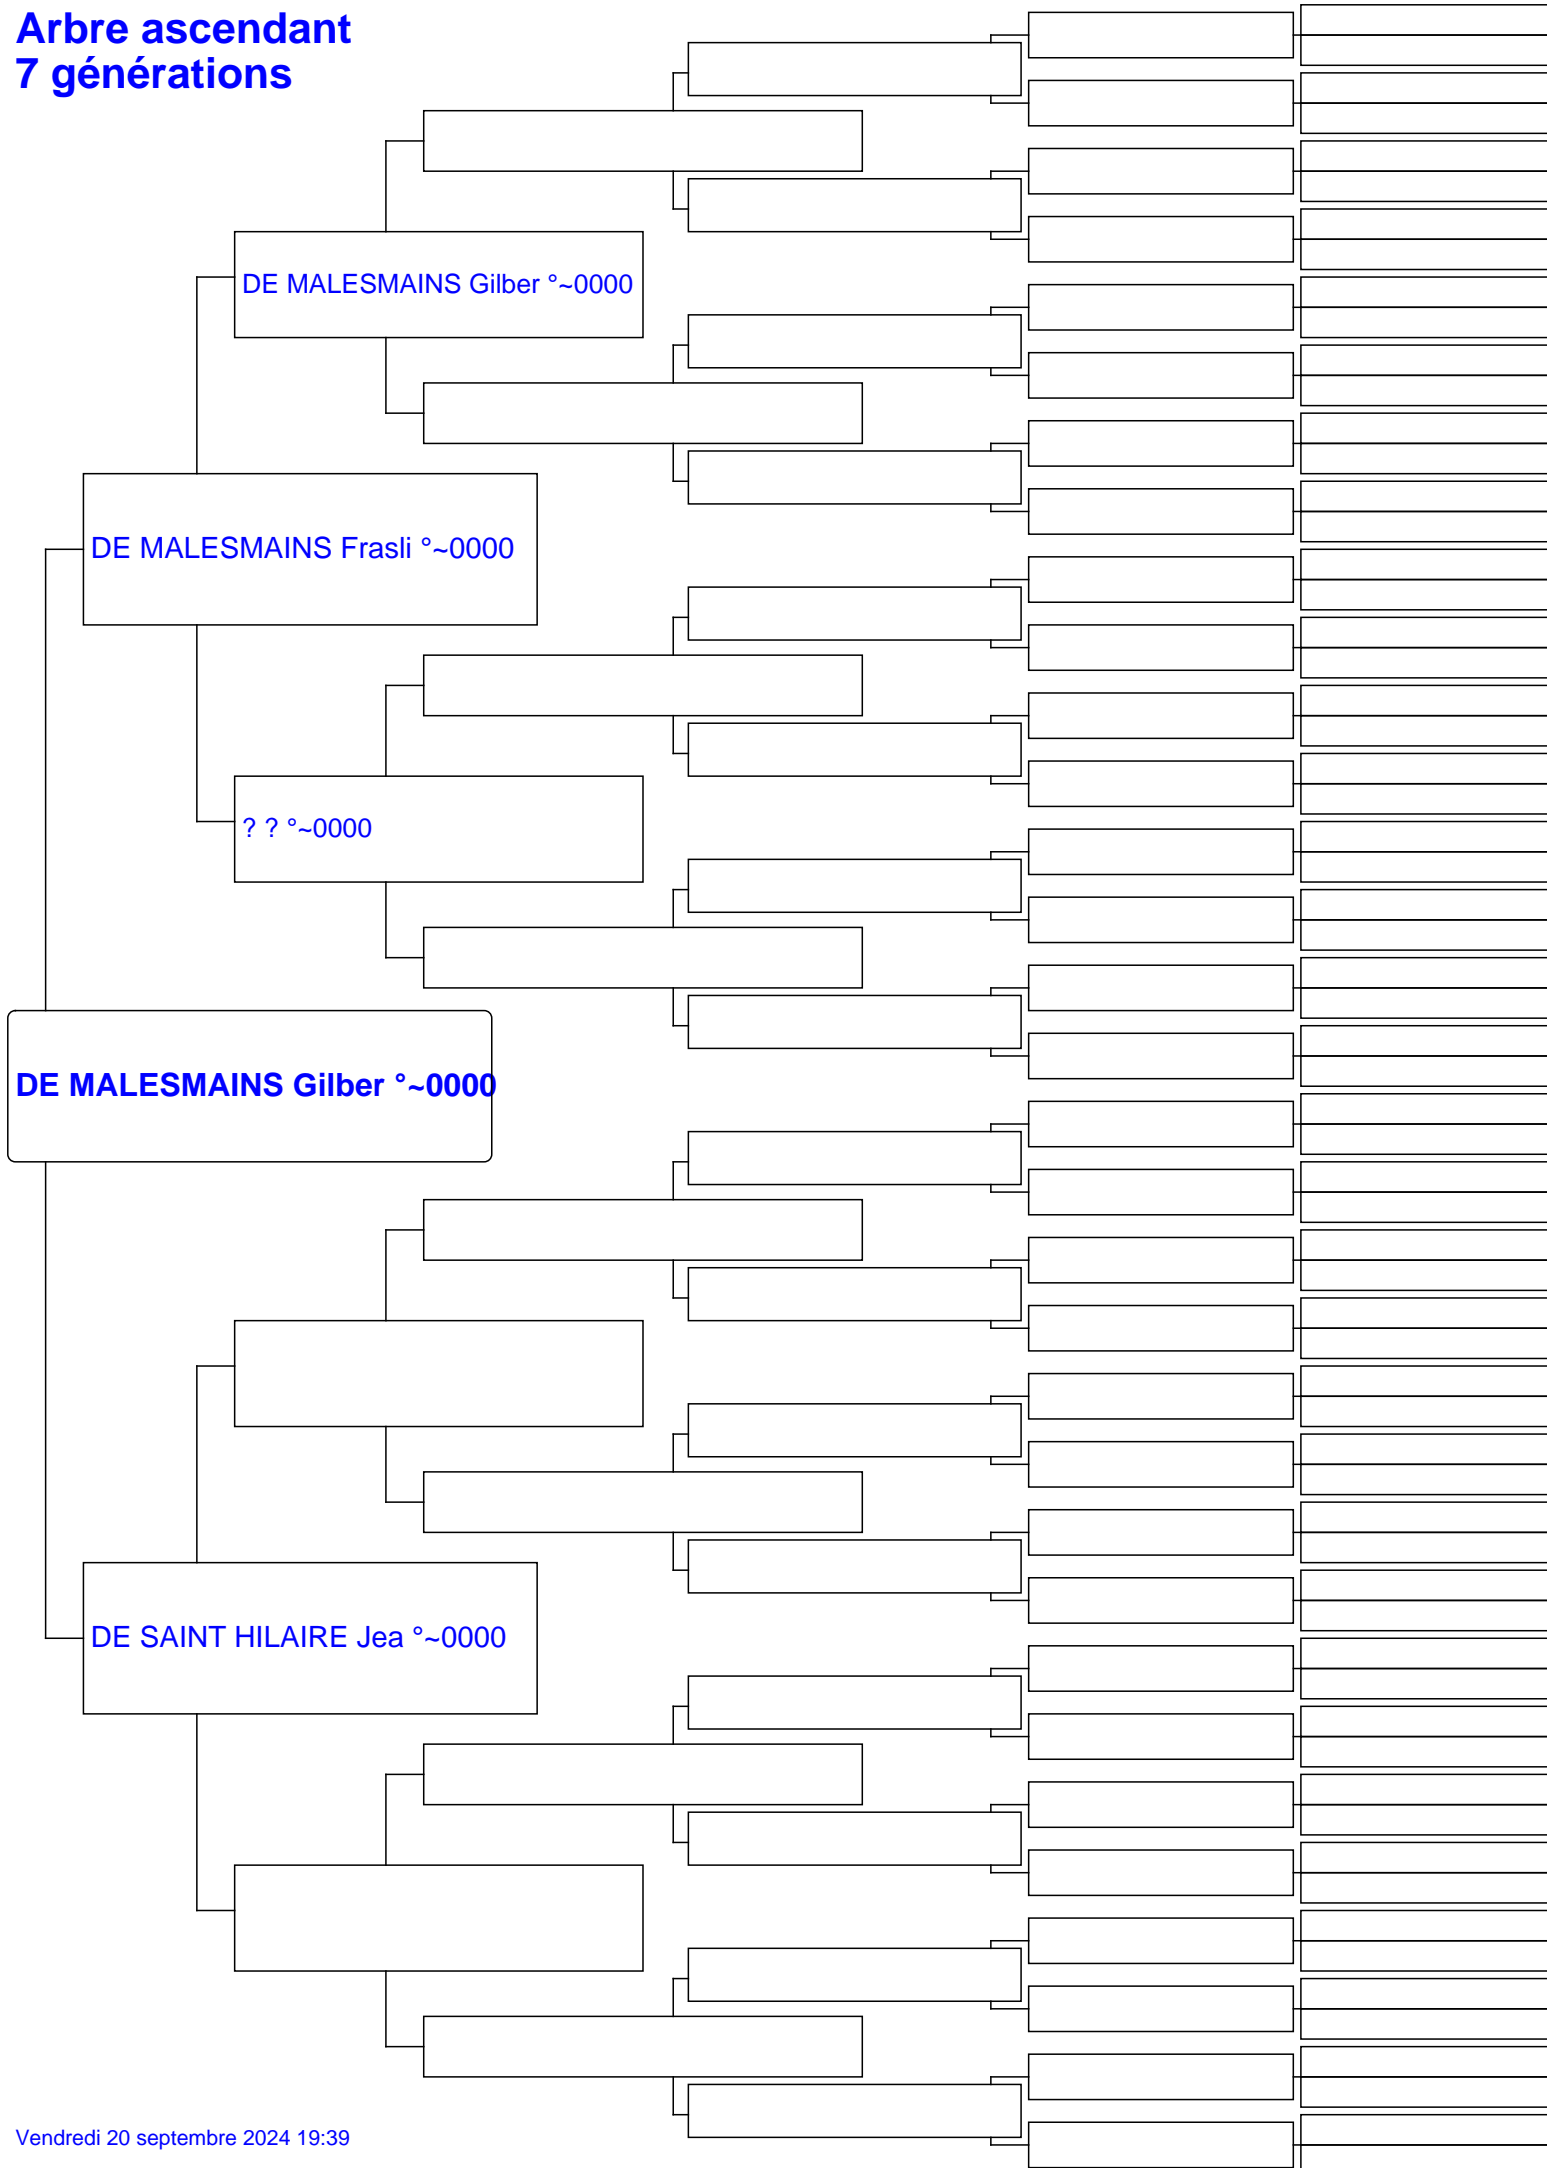 Arbre ascendant
7 générations
DE MALESMAINS Gilber °~0000
DE MALESMAINS Frasli °~0000
? ? °~0000
DE MALESMAINS Gilber °~0000
DE SAINT HILAIRE Jea °~0000
Vendredi 20 septembre 2024 19:39